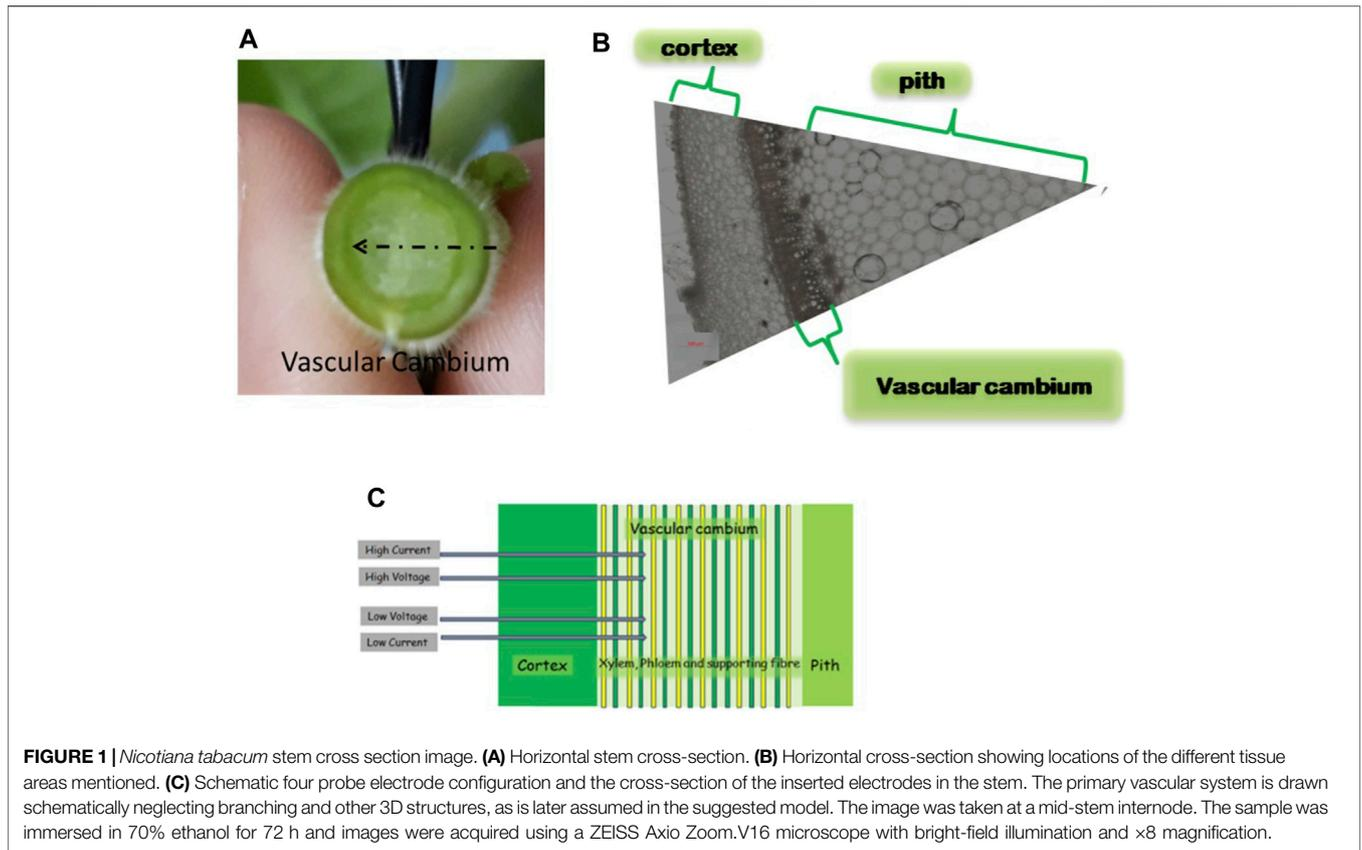 A
Vascular Cambium
B
cortex
pith
Vascular cambium
C
High Current
High Voltage
Low Voltage
Low Current
Vascular cambium
Cortex
Xylem, Phloem and supporting fibre
Pith
FIGURE 1 | Nicotiana tabacum stem cross section image. (A) Horizontal stem cross-section. (B) Horizontal cross-section showing locations of the different tissue
areas mentioned. (C) Schematic four probe electrode configuration and the cross-section of the inserted electrodes in the stem. The primary vascular system is drawn
schematically neglecting branching and other 3D structures, as is later assumed in the suggested model. The image was taken at a mid-stem internode. The sample was
immersed in 70% ethanol for 72 h and images were acquired using a ZEISS Axio Zoom.V16 microscope with bright-field illumination and ×8 magnification.